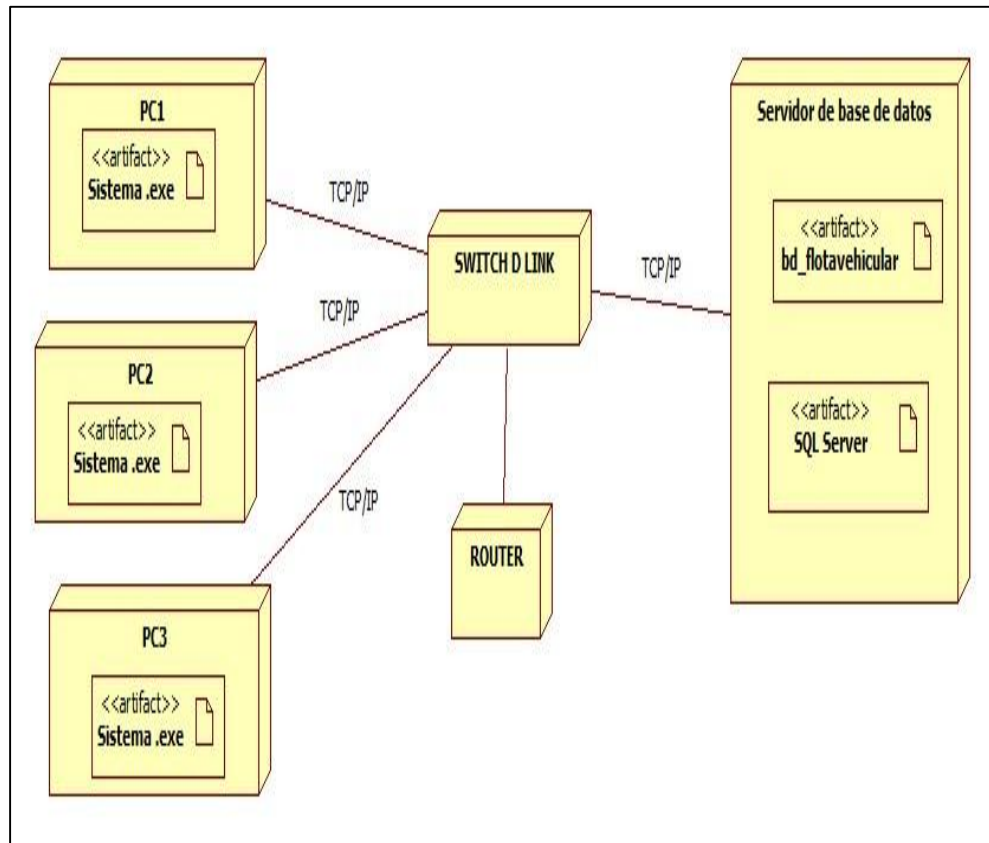 PC1
<<artifact>>
Sistema .exe
TCP/IP
PC2
<<artifact>>
Sistema .exe
TCP/IP
PC3
<<artifact>>
Sistema .exe
TCP/IP
SWITCH D LINK
ROUTER
TCP/IP
Servidor de base de datos
<<artifact>>
bd_flotavehicular
<<artifact>>
SQL Server